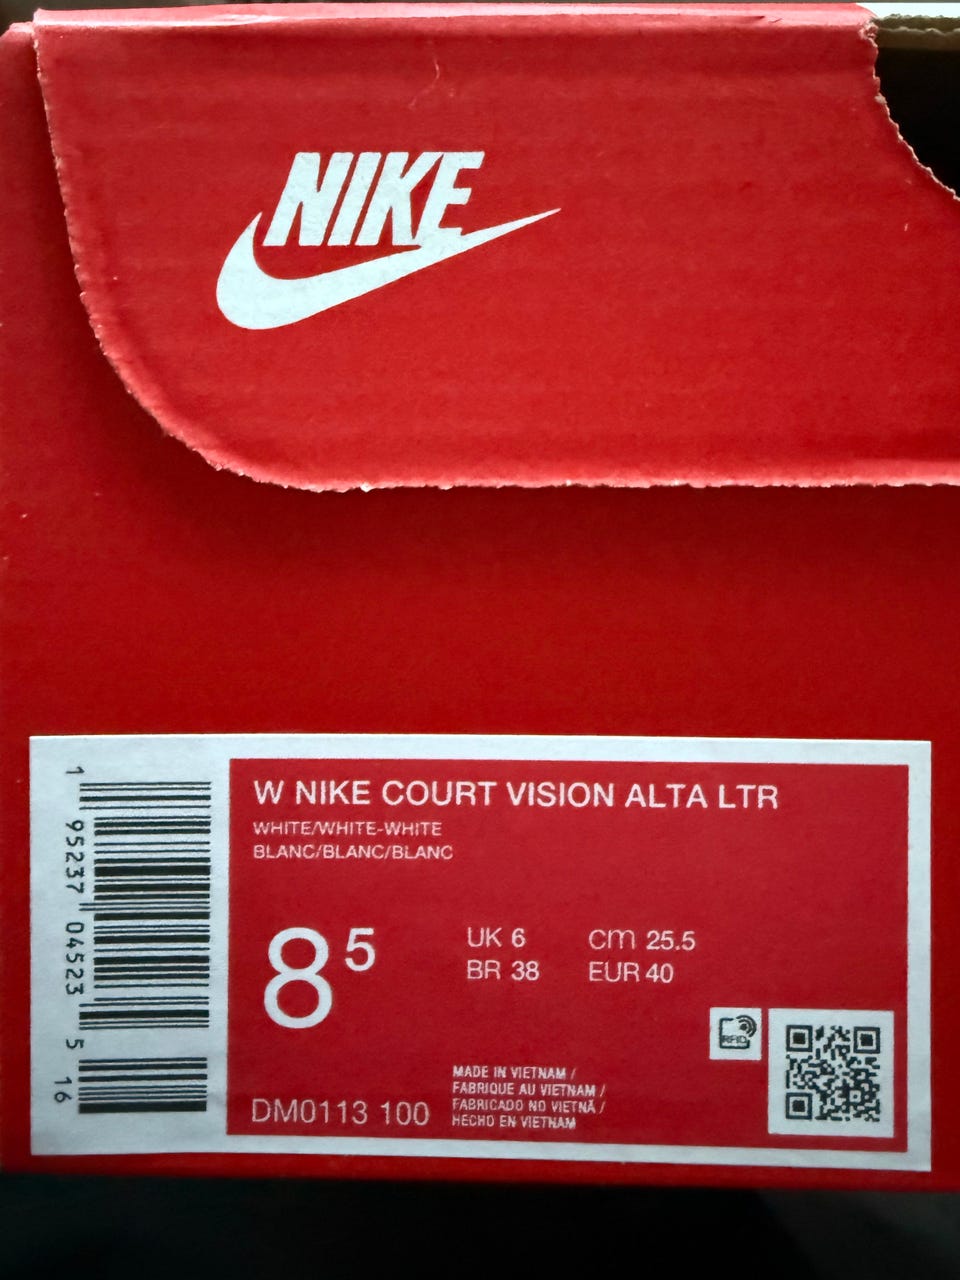 NIKE
W NIKE COURT VISION ALTA LTR
WHITE/WHITE-WHITE
BLANC/BLANC/BLANC
8⁵
UK 6
cm 25.5
BR 38
EUR 40
RFID
MADE IN VIETNAM /
FABRIQUE AU VIETNAM /
FABRICADO NO VIETNÃ /
HECHO EN VIETNAM
DM0113 100
1 95237 04523 5 16